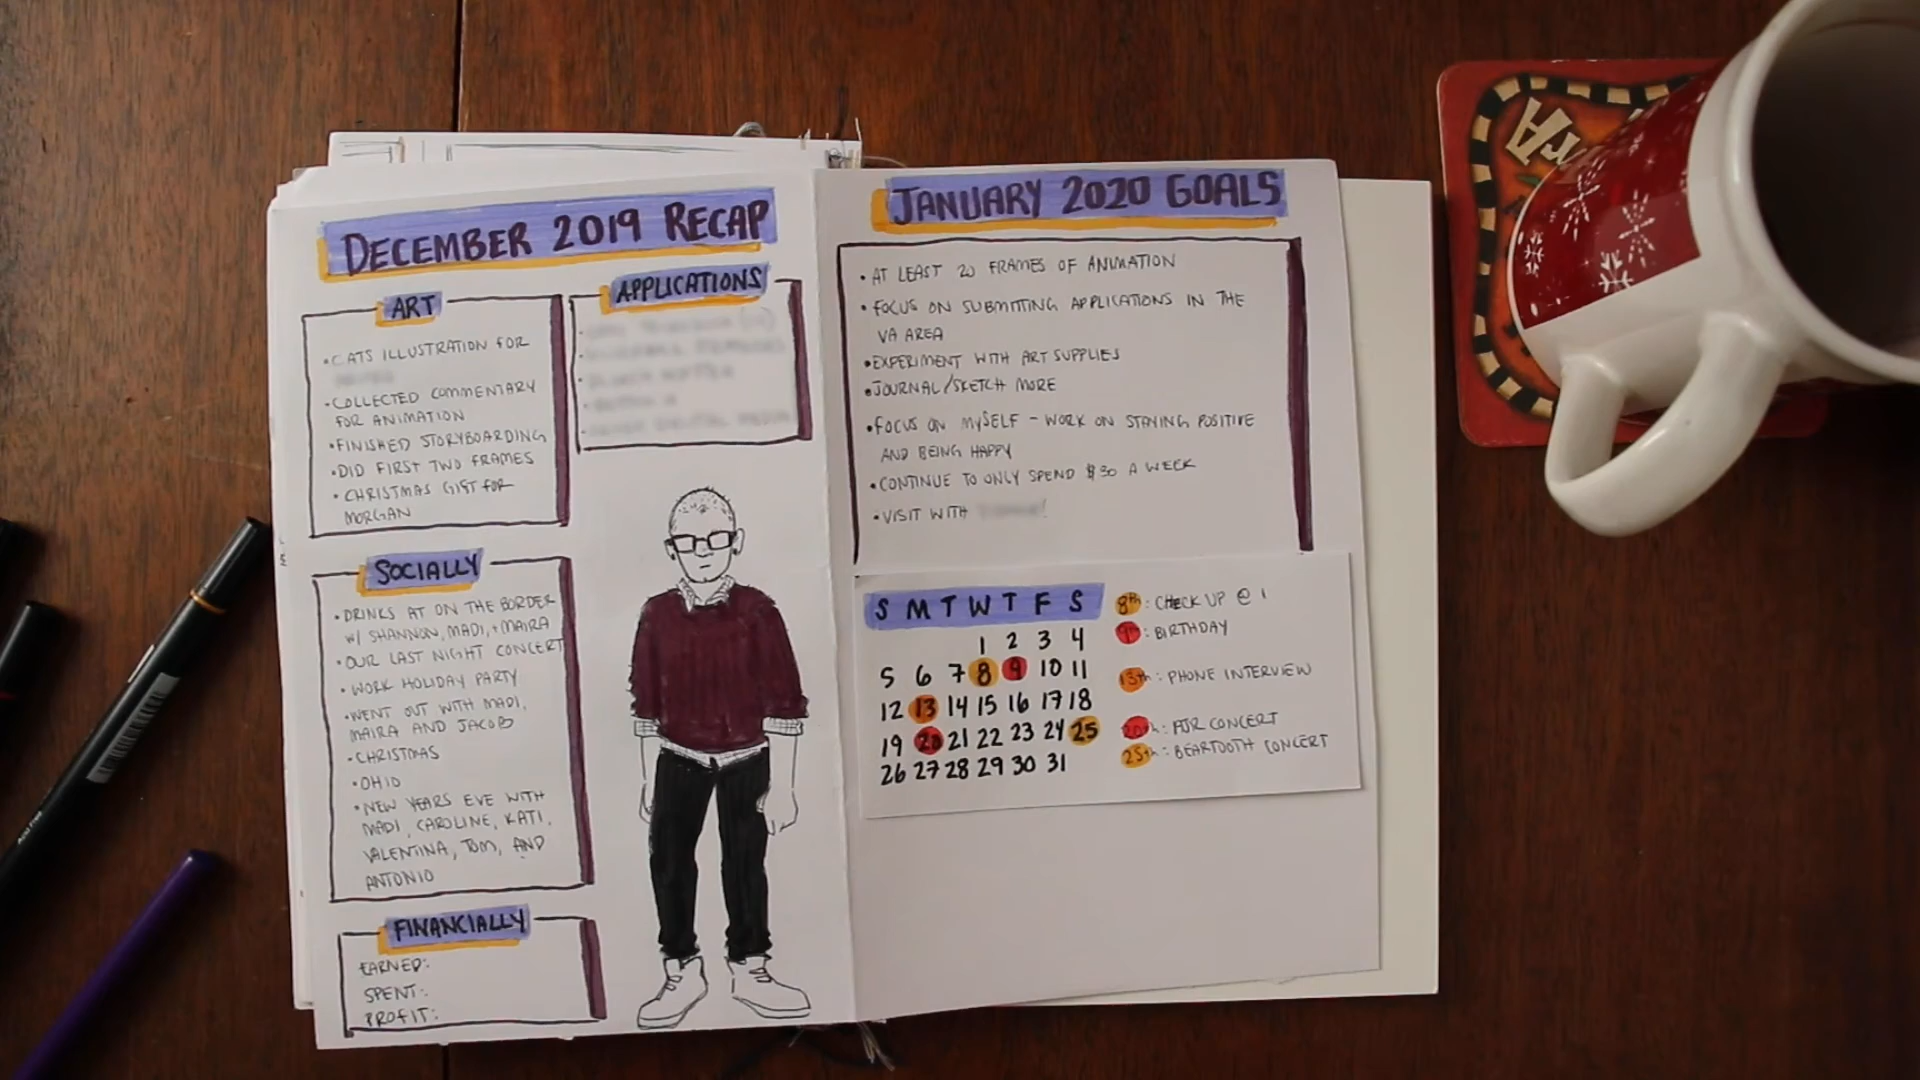 DECEMBER 2019 RECAP
ART
• CATS ILLUSTRATION FOR
• COLLECTED COMMENTARY
FOR ANIMATION
• FINISHED STORYBOARDING
• DID FIRST TWO FRAMES
• CHRISTMAS GIFT FOR
MORGAN
APPLICATIONS
SOCIALLY
• DRINKS AT ON THE BORDER
W/ SHANNON, MADI, + MAIRA
• OUR LAST NIGHT CONCERT
• WORK HOLIDAY PARTY
• WENT OUT WITH MADI,
MAIRA AND JACOB
• CHRISTMAS
• OHIO
• NEW YEARS EVE WITH
MADI, CAROLINE, KATI,
VALENTINA, TOM, AND
ANTONIO
FINANCIALLY
EARNED:
SPENT:
PROFIT:
JANUARY 2020 GOALS
• AT LEAST 20 FRAMES OF ANIMATION
• FOCUS ON SUBMITTING APPLICATIONS IN THE
VA AREA
• EXPERIMENT WITH ART SUPPLIES
• JOURNAL/SKETCH MORE
• FOCUS ON MYSELF - WORK ON STAYING POSITIVE
AND BEING HAPPY
• CONTINUE TO ONLY SPEND $30 A WEEK
• VISIT WITH !
S M T W T F S
1 2 3 4
5 6 7 8 9 10 11
12 13 14 15 16 17 18
19 20 21 22 23 24 25
26 27 28 29 30 31
8th: CHECK UP @ 1
9th: BIRTHDAY
13th: PHONE INTERVIEW
20th: CONCERT
25th: BEARTOOTH CONCERT